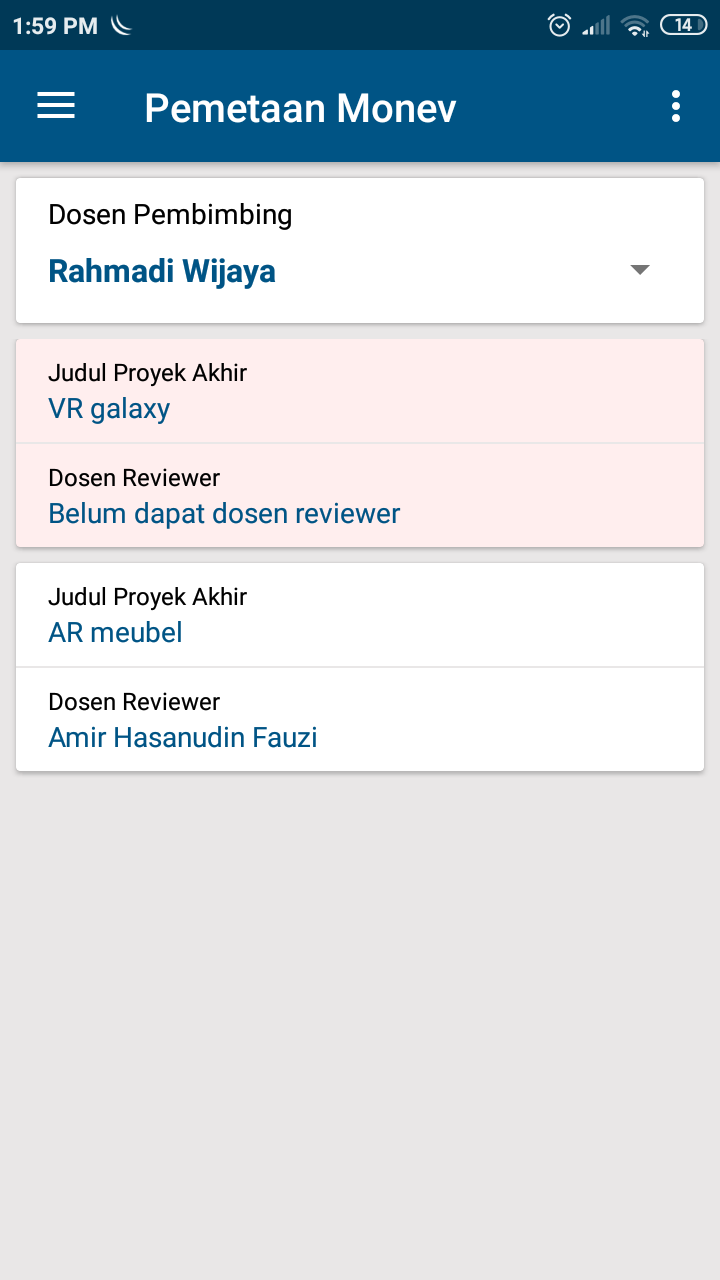 1:59 PM
14
Pemetaan Monev
Dosen Pembimbing
Rahmadi Wijaya
Judul Proyek Akhir
VR galaxy
Dosen Reviewer
Belum dapat dosen reviewer
Judul Proyek Akhir
AR meubel
Dosen Reviewer
Amir Hasanudin Fauzi